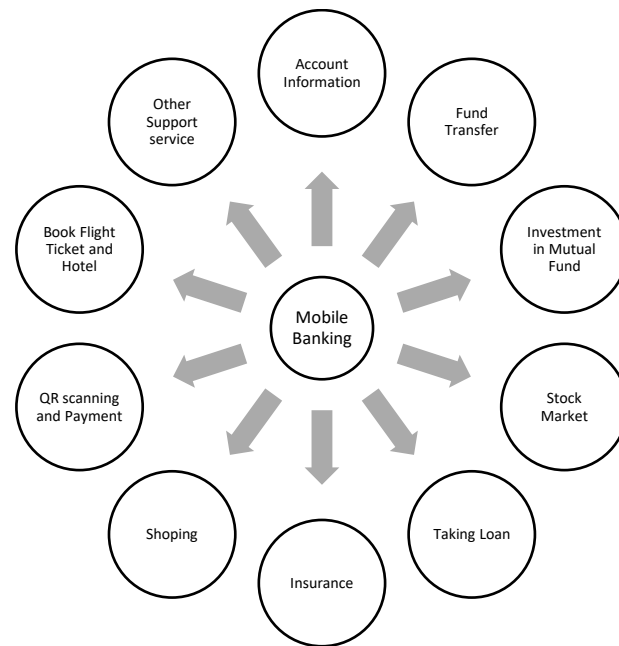 Account
Information
Fund
Transfer
Investment
in Mutual
Fund
Stock
Market
Taking Loan
Insurance
Shoping
QR scanning
and Payment
Book Flight
Ticket and
Hotel
Other
Support
service
Mobile
Banking